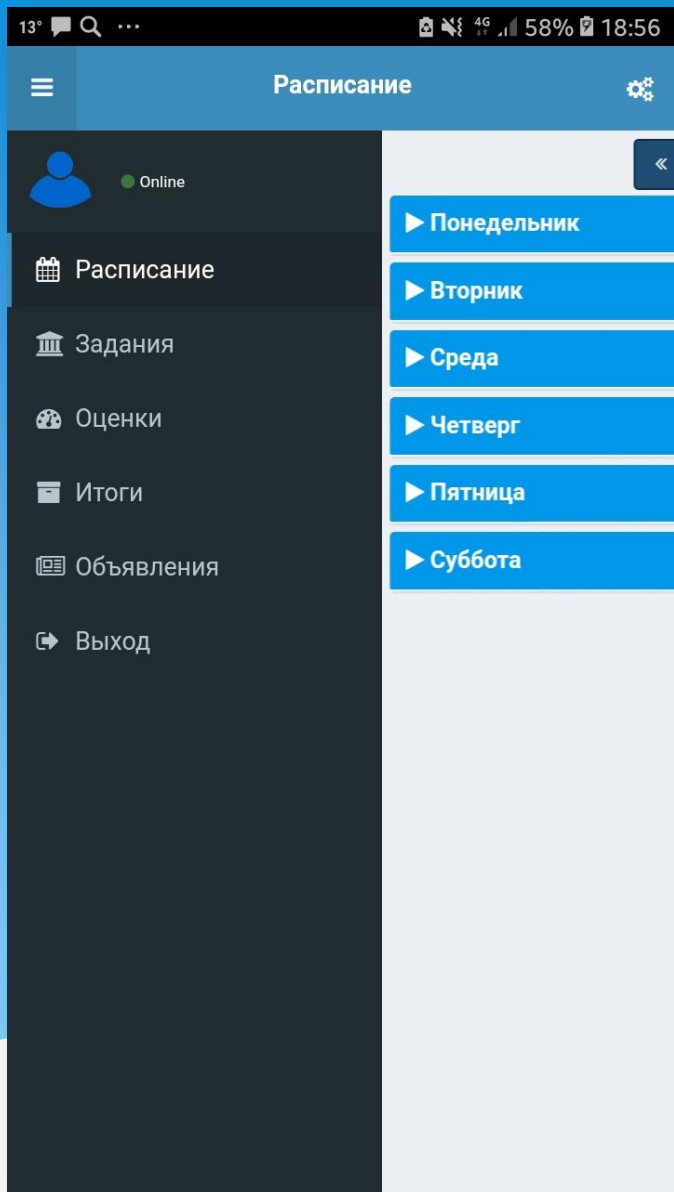 13° 4G 58% 18:56
Расписание
Online
Расписание
Задания
Оценки
Итоги
Объявления
Выход
Понедельник
Вторник
Среда
Четверг
Пятница
Суббота